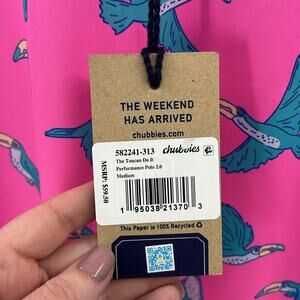 THE WEEKEND
HAS ARRIVED
chubbies.com
582241-313 chubbies
The Toucan Do It
Performance Polo 2.0
Medium
MSRP: $59.50
1 95038 21370 3
This Paper is 100% Recycled